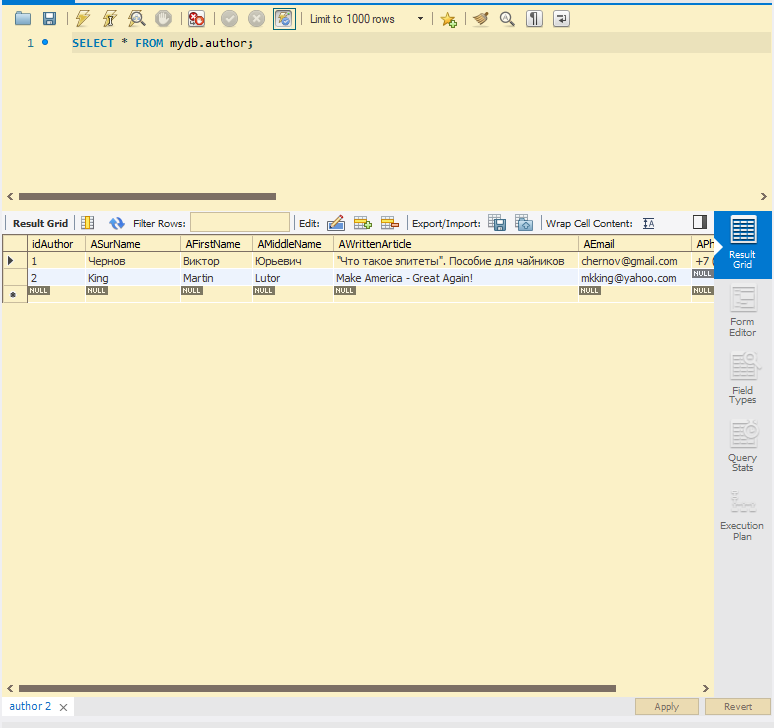 Limit to 1000 rows
1 SELECT * FROM mydb.author;
Result Grid Filter Rows: Edit: Export/Import: Wrap Cell Content:
idAuthor ASurName AFirstName AMiddleName AWrittenArticle AEmail APh
1 Чернов Виктор Юрьевич "Что такое эпитеты". Пособие для чайников chernov@gmail.com +7
2 King Martin Lutor Make America - Great Again! mkking@yahoo.com NULL
NULL NULL NULL NULL NULL NULL NULL
Result
Grid
Form
Editor
Field
Types
Query
Stats
Execution
Plan
author 2
Apply Revert